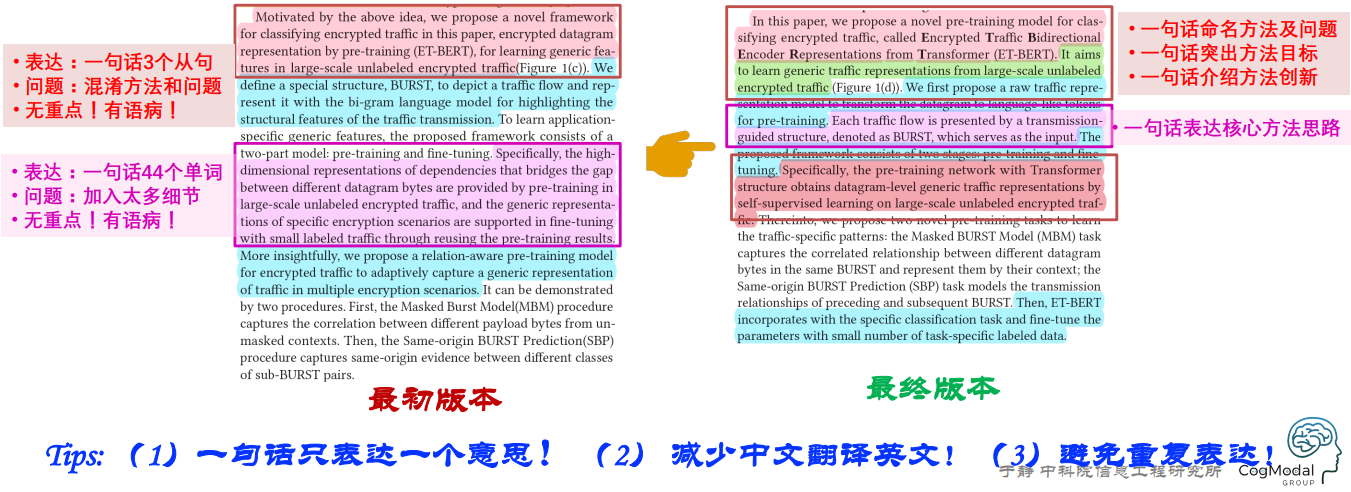 • 表达：一句话3个从句
• 问题：混淆方法和问题
• 无重点！有语病！
• 表达：一句话44个单词
• 问题：加入太多细节
• 无重点！有语病！
Motivated by the above idea, we propose a novel framework
for classifying encrypted traffic in this paper, encrypted datagram
representation by pre-training (ET-BERT), for learning generic fea-
tures in large-scale unlabeled encrypted traffic(Figure 1(c)). We
define a special structure, BURST, to depict a traffic flow and rep-
resent it with the bi-gram language model for highlighting the
structural features of the traffic transmission. To learn application-
specific generic features, the proposed framework consists of a
two-part model: pre-training and fine-tuning. Specifically, the high-
dimensional representations of dependencies that bridges the gap
between different datagram bytes are provided by pre-training in
large-scale unlabeled encrypted traffic, and the generic representa-
tions of specific encryption scenarios are supported in fine-tuning
with small labeled traffic through reusing the pre-training results.
More insightfully, we propose a relation-aware pre-training model
for encrypted traffic to adaptively capture a generic representation
of traffic in multiple encryption scenarios. It can be demonstrated
by two procedures. First, the Masked Burst Model(MBM) procedure
captures the correlation between different payload bytes from un-
masked contexts. Then, the Same-origin BURST Prediction(SBP)
procedure captures same-origin evidence between different classes
of sub-BURST pairs.
最初版本
In this paper, we propose a novel pre-training model for clas-
sifying encrypted traffic, called Encrypted Traffic Bidirectional
Encoder Representations from Transformer (ET-BERT). It aims
to learn generic traffic representations from large-scale unlabeled
encrypted traffic (Figure 1(d)). We first propose a raw traffic repre-
sentation model to transform the datagram to language-like tokens
for pre-training. Each traffic flow is presented by a transmission-
guided structure, denoted as BURST, which serves as the input. The
proposed framework consists of two stages: pre-training and fine-
tuning. Specifically, the pre-training network with Transformer
structure obtains datagram-level generic traffic representations by
self-supervised learning on large-scale unlabeled encrypted traf-
fic. Thereinto, we propose two novel pre-training tasks to learn
the traffic-specific patterns: the Masked BURST Model (MBM) task
captures the correlated relationship between different datagram
bytes in the same BURST and represent them by their context; the
Same-origin BURST Prediction (SBP) task models the transmission
relationships of preceding and subsequent BURST. Then, ET-BERT
incorporates with the specific classification task and fine-tune the
parameters with small number of task-specific labeled data.
最终版本
• 一句话命名方法及问题
• 一句话突出方法目标
• 一句话介绍方法创新
• 一句话表达核心方法思路
Tips: （1）一句话只表达一个意思！ （2） 减少中文翻译英文！ （3）避免重复表达！
于静 中科院信息工程研究所
CogModal
GROUP